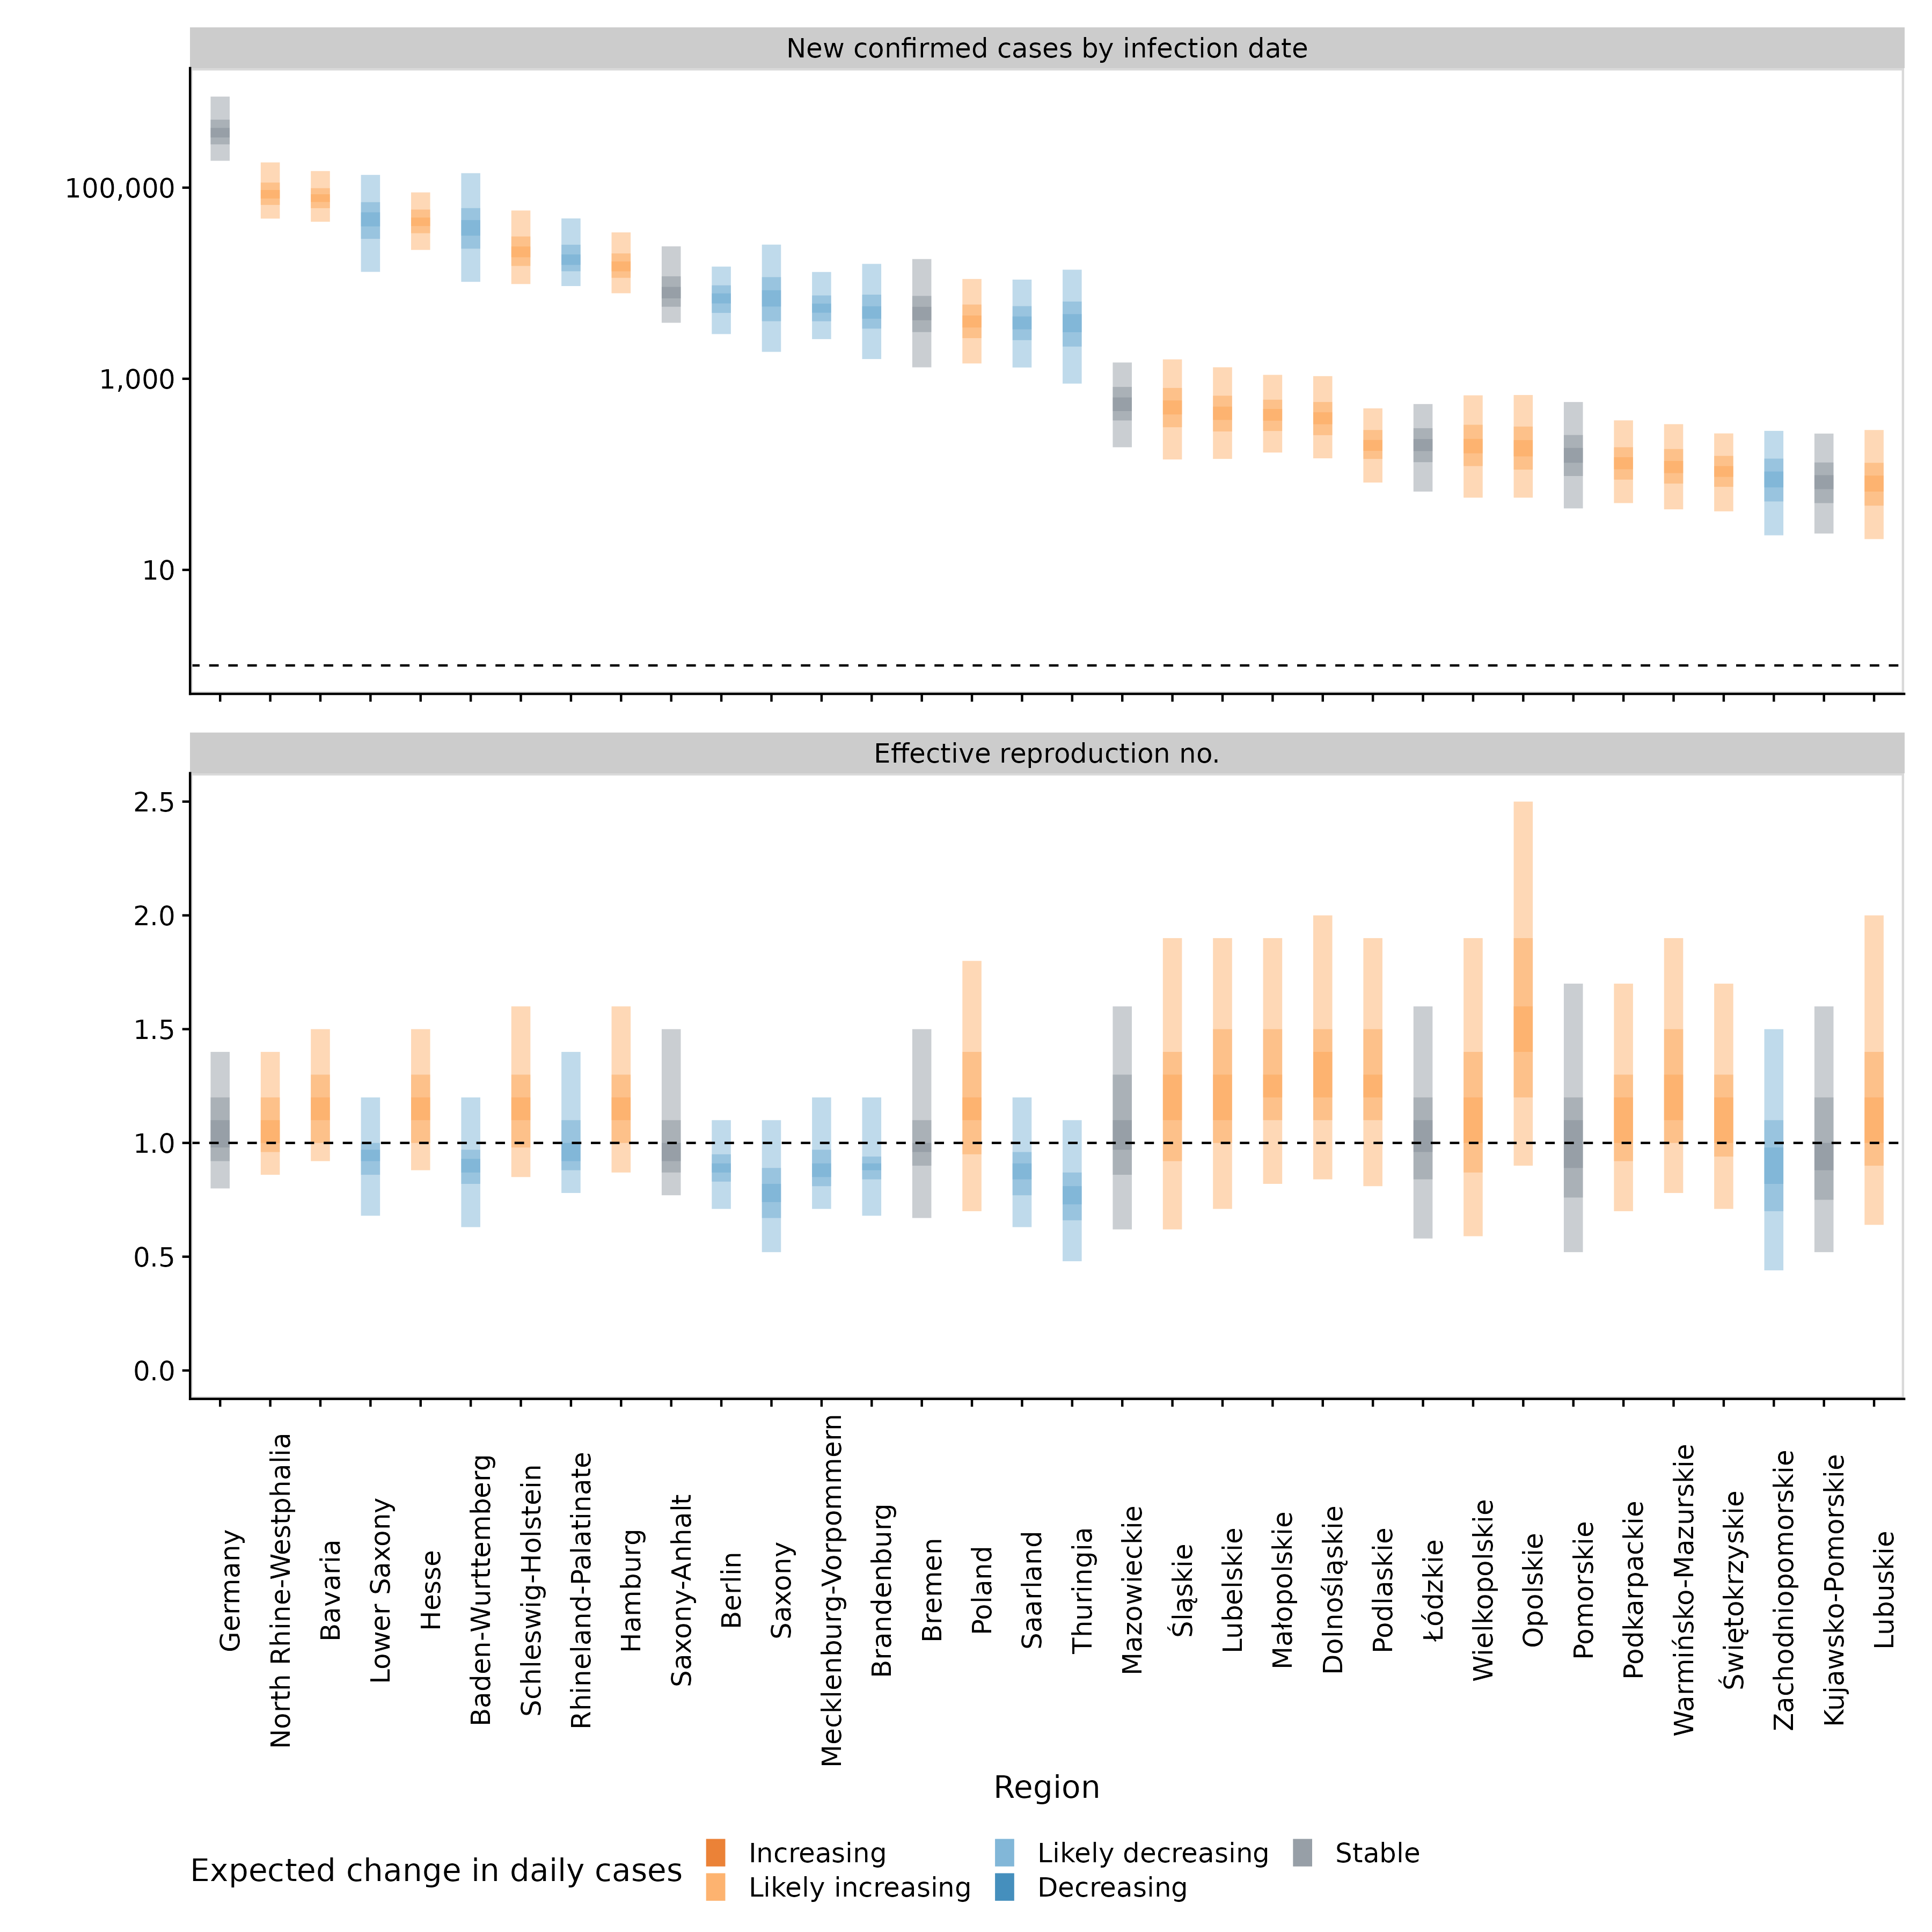 New confirmed cases by infection date
100,000
1,000
10
Effective reproduction no.
2.5
2.0
1.5
1.0
0.5
0.0
Germany
North Rhine-Westphalia
Bavaria
Lower Saxony
Hesse
Baden-Wurttemberg
Schleswig-Holstein
Rhineland-Palatinate
Hamburg
Saxony-Anhalt
Berlin
Saxony
Mecklenburg-Vorpommern
Brandenburg
Bremen
Poland
Saarland
Thuringia
Mazowieckie
Śląskie
Lubelskie
Małopolskie
Dolnośląskie
Podlaskie
Łódzkie
Wielkopolskie
Opolskie
Pomorskie
Podkarpackie
Warmińsko-Mazurskie
Świętokrzyskie
Zachodniopomorskie
Kujawsko-Pomorskie
Lubuskie
Region
Expected change in daily cases
Increasing
Likely increasing
Likely decreasing
Decreasing
Stable